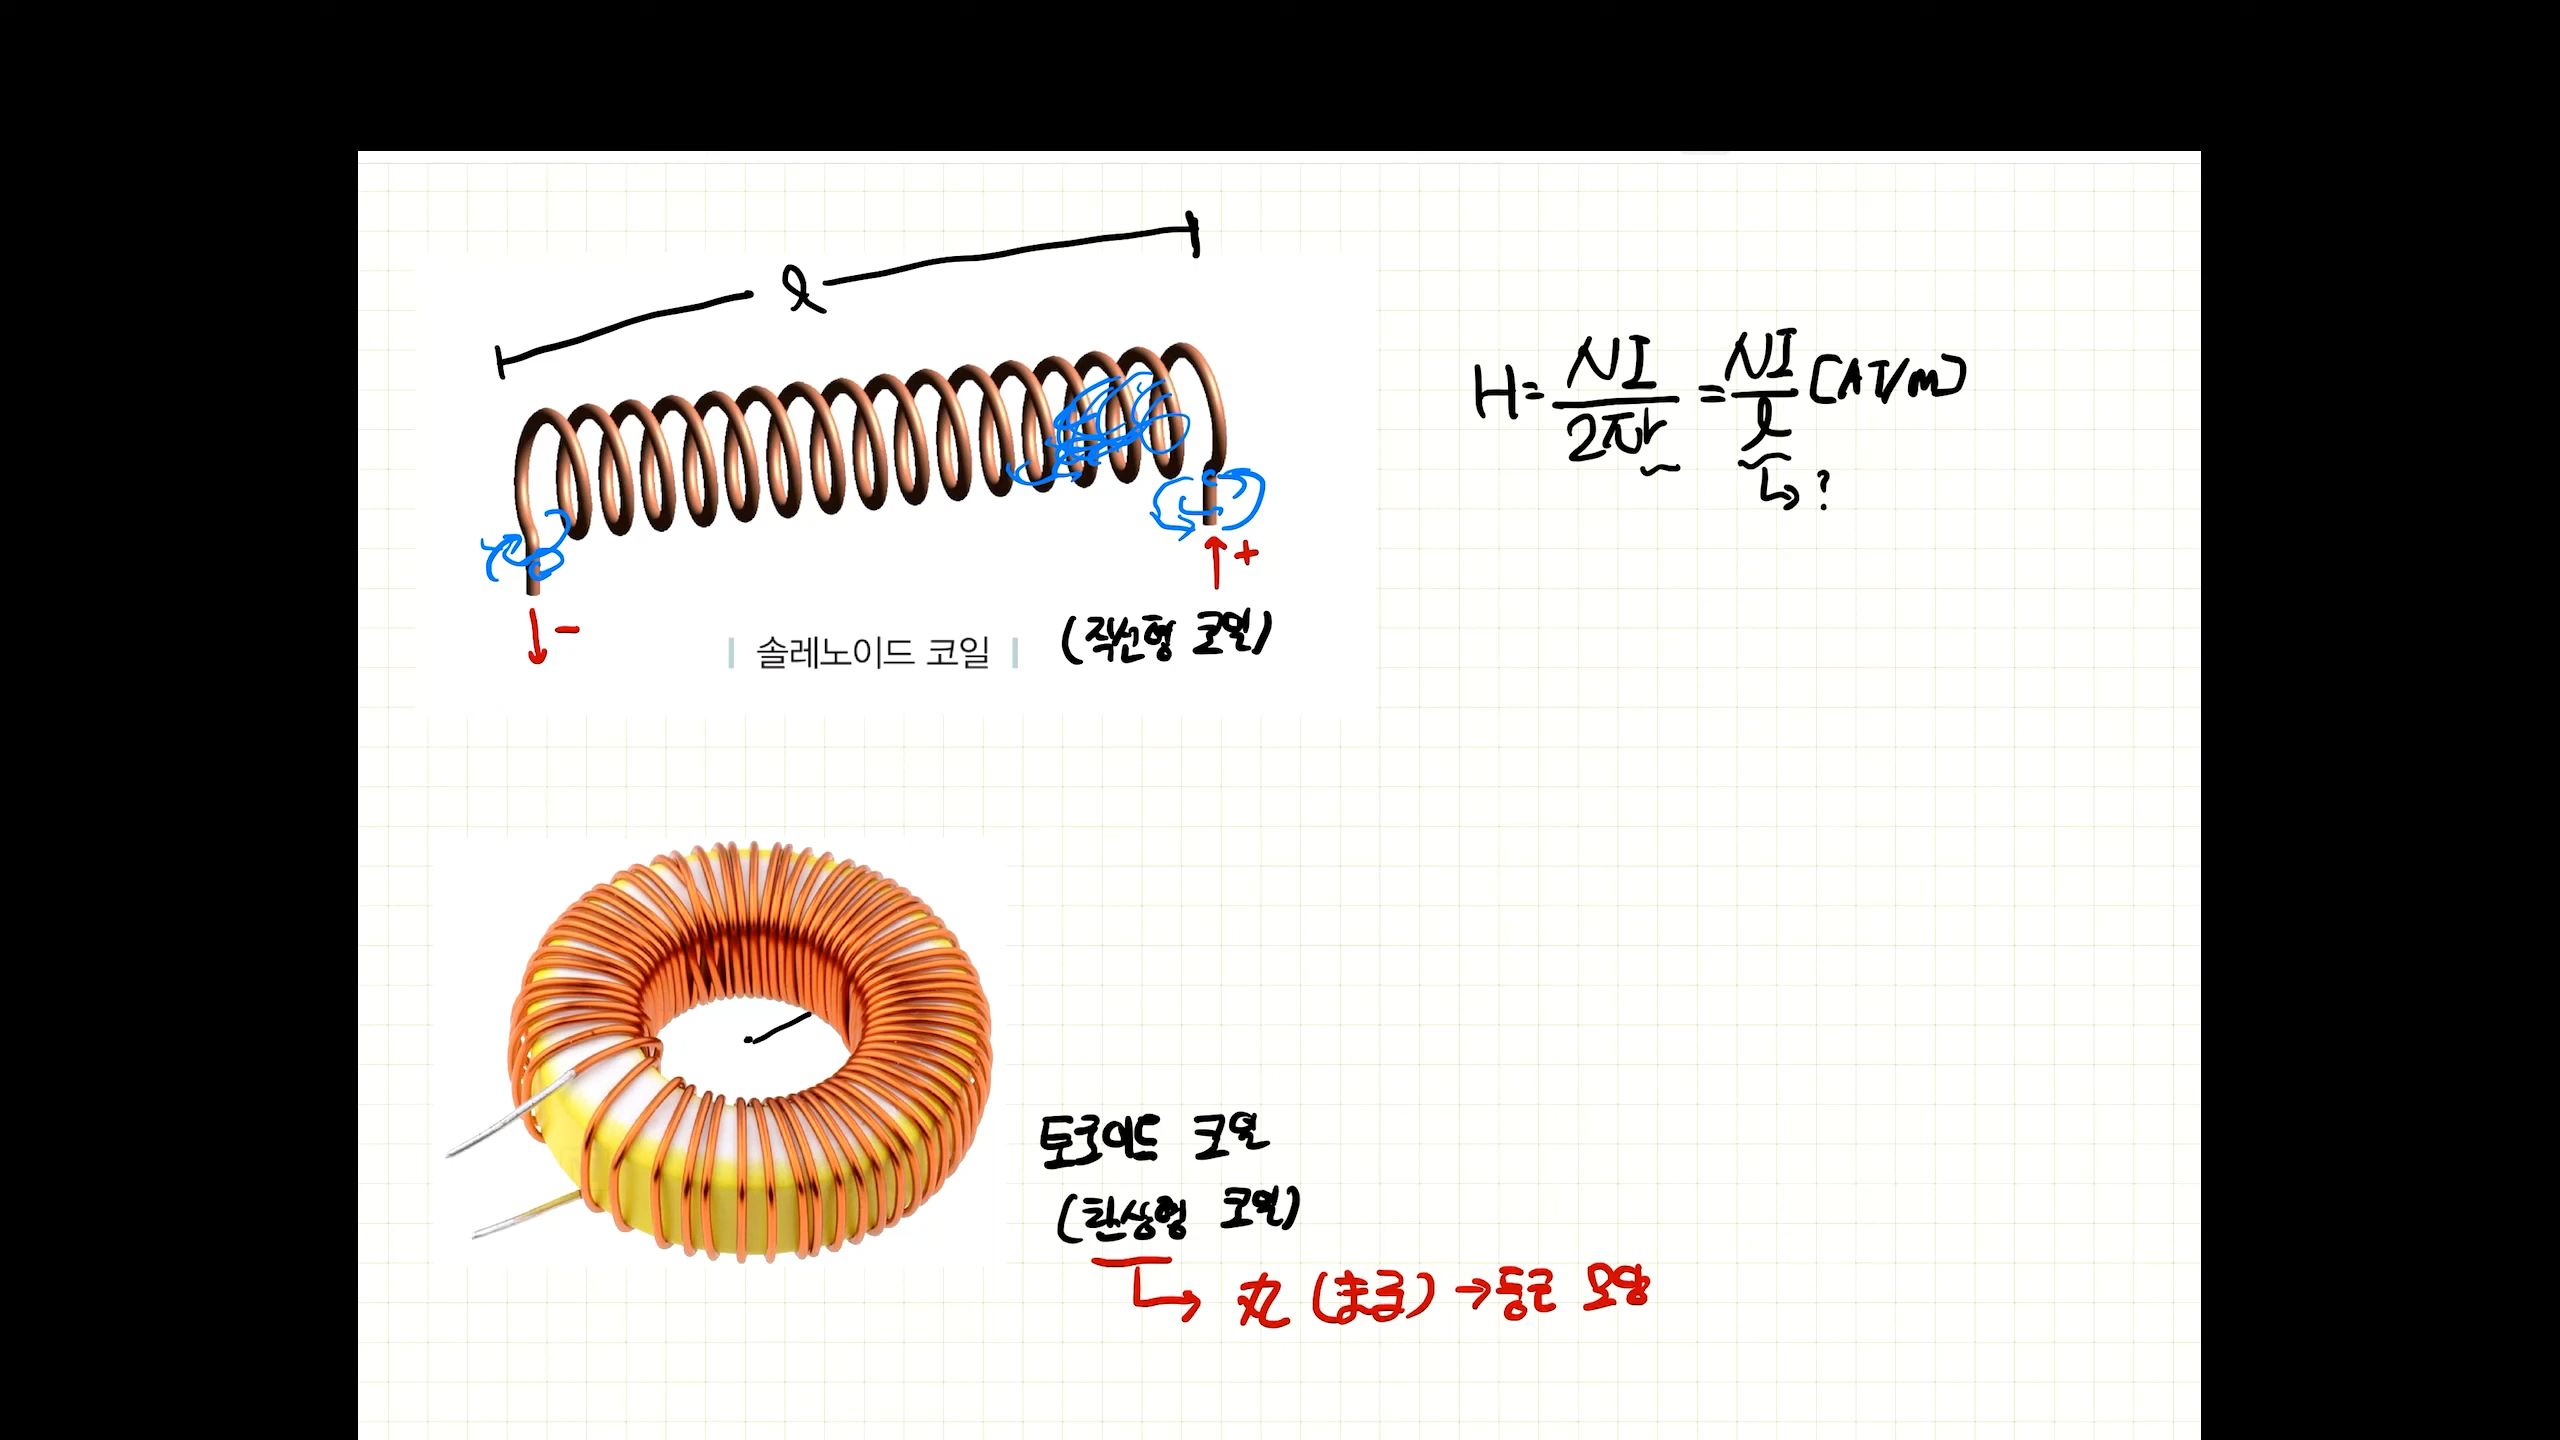 ℓ
H = NI/2πr = NI/ℓ [AT/m]
↳ ?
+
-
| 솔레노이드 코일 | (직선형 코일)
토로이드 코일
(환상형 코일)
↳ 丸 (まる) → 둥근 모양